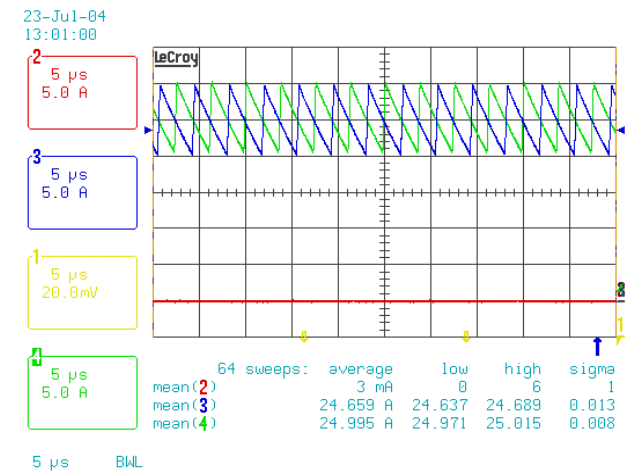 23-Jul-04
13:01:00
LeCroy
2
5 µs
5.0 A
3
5 µs
5.0 A
1
5 µs
20.0mV
4
5 µs
5.0 A
3
1
64 sweeps: average low high sigma
mean(2) 3 mA 0 6 1
mean(3) 24.659 A 24.637 24.689 0.013
mean(4) 24.995 A 24.971 25.015 0.008
5 µs BWL